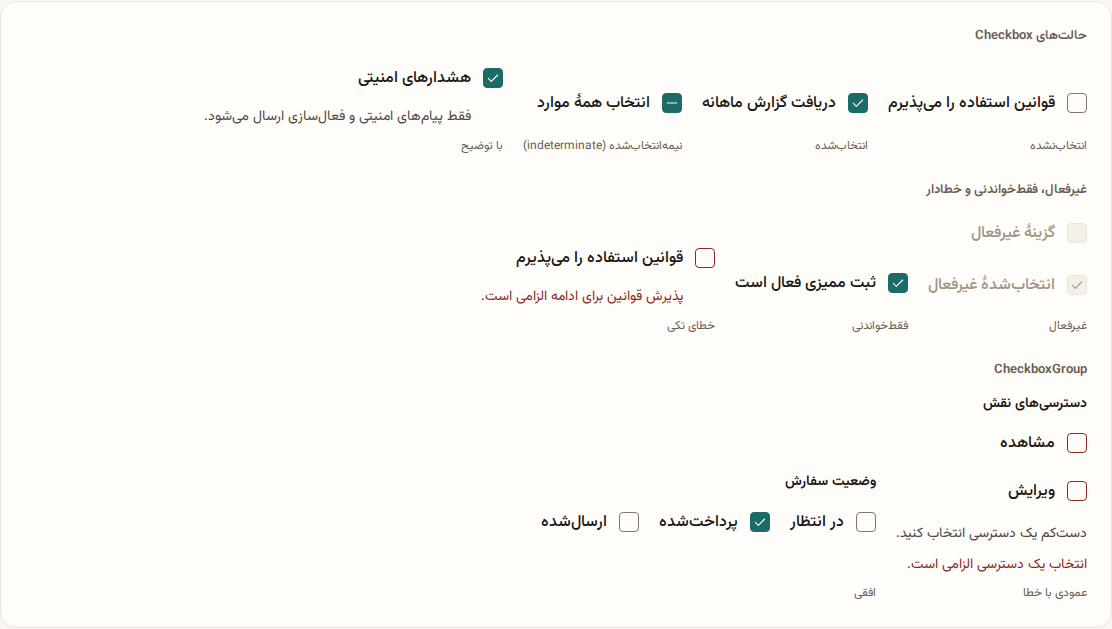 حالت‌های Checkbox
قوانین استفاده را می‌پذیرم
انتخاب‌نشده
دریافت گزارش ماهانه
انتخاب‌شده
انتخاب همهٔ موارد
نیمه‌انتخاب‌شده (indeterminate)
هشدارهای امنیتی
فقط پیام‌های امنیتی و فعال‌سازی ارسال می‌شود.
با توضیح
غیرفعال، فقط‌خواندنی و خطادار
گزینهٔ غیرفعال
انتخاب‌شدهٔ غیرفعال
غیرفعال
ثبت ممیزی فعال است
فقط‌خواندنی
قوانین استفاده را می‌پذیرم
پذیرش قوانین برای ادامه الزامی است.
خطای تکی
CheckboxGroup
دسترسی‌های نقش
مشاهده
ویرایش
دست‌کم یک دسترسی انتخاب کنید.
انتخاب یک دسترسی الزامی است.
عمودی با خطا
وضعیت سفارش
در انتظار
پرداخت‌شده
ارسال‌شده
افقی